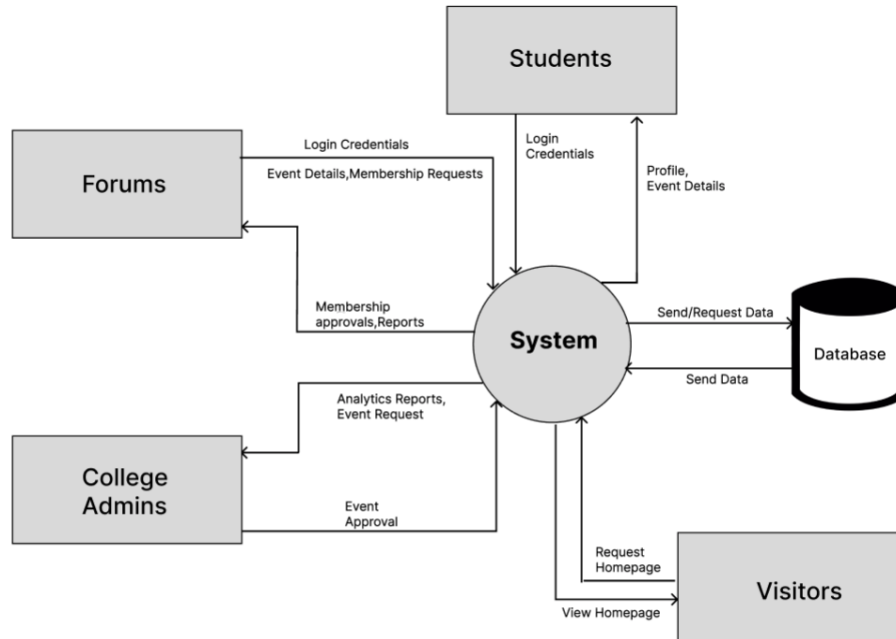 Students
Login
Credentials
Profile,
Event Details
Forums
Login Credentials
Event Details,Membership Requests
Membership
approvals,Reports
System
Send/Request Data
Send Data
Database
Analytics Reports,
Event Request
College
Admins
Event
Approval
Request
Homepage
View Homepage
Visitors